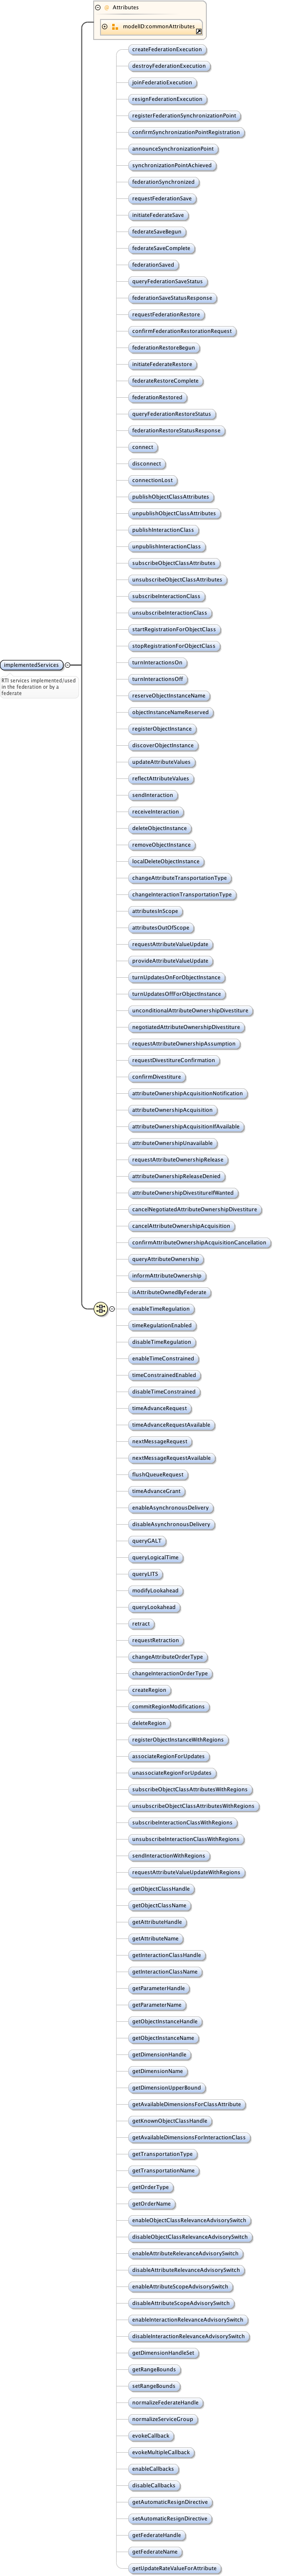 Attributes
modelID:commonAttributes
createFederationExecution
destroyFederationExecution
joinFederatioExecution
resignFederationExecution
registerFederationSynchronizationPoint
confirmSynchronizationPointRegistration
announceSynchronizationPoint
synchronizationPointAchieved
federationSynchronized
requestFederationSave
initiateFederateSave
federateSaveBegun
federateSaveComplete
federationSaved
queryFederationSaveStatus
federationSaveStatusResponse
requestFederationRestore
confirmFederationRestorationRequest
federationRestoreBegun
initiateFederateRestore
federateRestoreComplete
federationRestored
queryFederationRestoreStatus
federationRestoreStatusResponse
connect
disconnect
connectionLost
publishObjectClassAttributes
unpublishObjectClassAttributes
publishInteractionClass
unpublishInteractionClass
subscribeObjectClassAttributes
unsubscribeObjectClassAttributes
subscribeInteractionClass
unsubscribeInteractionClass
startRegistrationForObjectClass
stopRegistrationForObjectClass
implementedServices
RTI services implemented/used
in the federation or by a
federate
turnInteractionsOn
turnInteractionsOff
reserveObjectInstanceName
objectInstanceNameReserved
registerObjectInstance
discoverObjectInstance
updateAttributeValues
reflectAttributeValues
sendInteraction
receiveInteraction
deleteObjectInstance
removeObjectInstance
localDeleteObjectInstance
changeAttributeTransportationType
changeInteractionTransportationType
attributesInScope
attributesOutOfScope
requestAttributeValueUpdate
provideAttributeValueUpdate
turnUpdatesOnForObjectInstance
turnUpdatesOffForObjectInstance
unconditionalAttributeOwnershipDivestiture
negotiatedAttributeOwnershipDivestiture
requestAttributeOwnershipAssumption
requestDivestitureConfirmation
confirmDivestiture
attributeOwnershipAcquisitionNotification
attributeOwnershipAcquisition
attributeOwnershipAcquisitionIfAvailable
attributeOwnershipUnavailable
requestAttributeOwnershipRelease
attributeOwnershipReleaseDenied
attributeOwnershipDivestitureIfWanted
cancelNegotiatedAttributeOwnershipDivestiture
cancelAttributeOwnershipAcquisition
confirmAttributeOwnershipAcquisitionCancellation
queryAttributeOwnership
informAttributeOwnership
isAttributeOwnedByFederate
enableTimeRegulation
timeRegulationEnabled
disableTimeRegulation
enableTimeConstrained
timeConstrainedEnabled
disableTimeConstrained
timeAdvanceRequest
timeAdvanceRequestAvailable
nextMessageRequest
nextMessageRequestAvailable
flushQueueRequest
timeAdvanceGrant
enableAsynchronousDelivery
disableAsynchronousDelivery
queryGALT
queryLogicalTime
queryLITS
modifyLookahead
queryLookahead
retract
requestRetraction
changeAttributeOrderType
changeInteractionOrderType
createRegion
commitRegionModifications
deleteRegion
registerObjectInstanceWithRegions
associateRegionForUpdates
unassociateRegionForUpdates
subscribeObjectClassAttributesWithRegions
unsubscribeObjectClassAttributesWithRegions
subscribeInteractionClassWithRegions
unsubscribeInteractionClassWithRegions
sendInteractionWithRegions
requestAttributeValueUpdateWithRegions
getObjectClassHandle
getObjectClassName
getAttributeHandle
getAttributeName
getInteractionClassHandle
getInteractionClassName
getParameterHandle
getParameterName
getObjectInstanceHandle
getObjectInstanceName
getDimensionHandle
getDimensionName
getDimensionUpperBound
getAvailableDimensionsForClassAttribute
getKnownObjectClassHandle
getAvailableDimensionsForInteractionClass
getTransportationType
getTransportationName
getOrderType
getOrderName
enableObjectClassRelevanceAdvisorySwitch
disableObjectClassRelevanceAdvisorySwitch
enableAttributeRelevanceAdvisorySwitch
disableAttributeRelevanceAdvisorySwitch
enableAttributeScopeAdvisorySwitch
disableAttributeScopeAdvisorySwitch
enableInteractionRelevanceAdvisorySwitch
disableInteractionRelevanceAdvisorySwitch
getDimensionHandleSet
getRangeBounds
setRangeBounds
normalizeFederateHandle
normalizeServiceGroup
evokeCallback
evokeMultipleCallback
enableCallbacks
disableCallbacks
getAutomaticResignDirective
setAutomaticResignDirective
getFederateHandle
getFederateName
getUpdateRateValueForAttribute